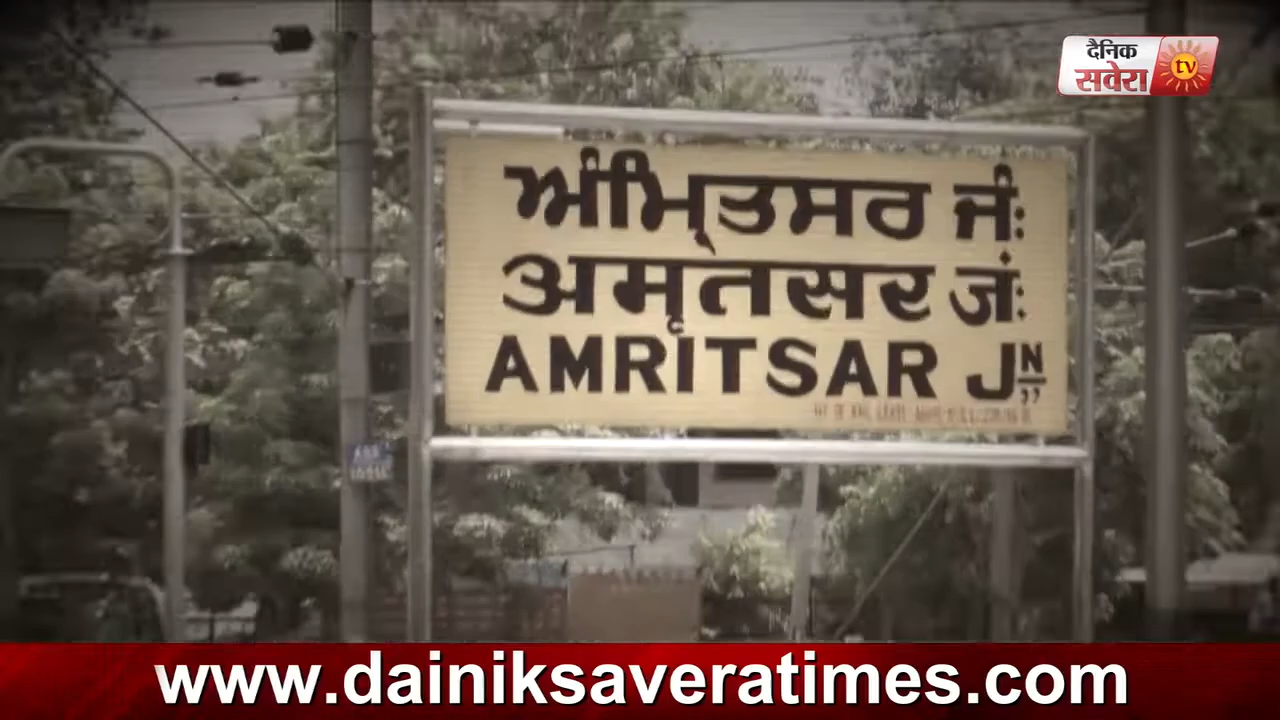 दैनिक
सवेरा tv
ਅੰਮ੍ਰਿਤਸਰ ਜੰ:
अमृतसर जं:
AMRITSAR JN"
www.dainiksaveratimes.com